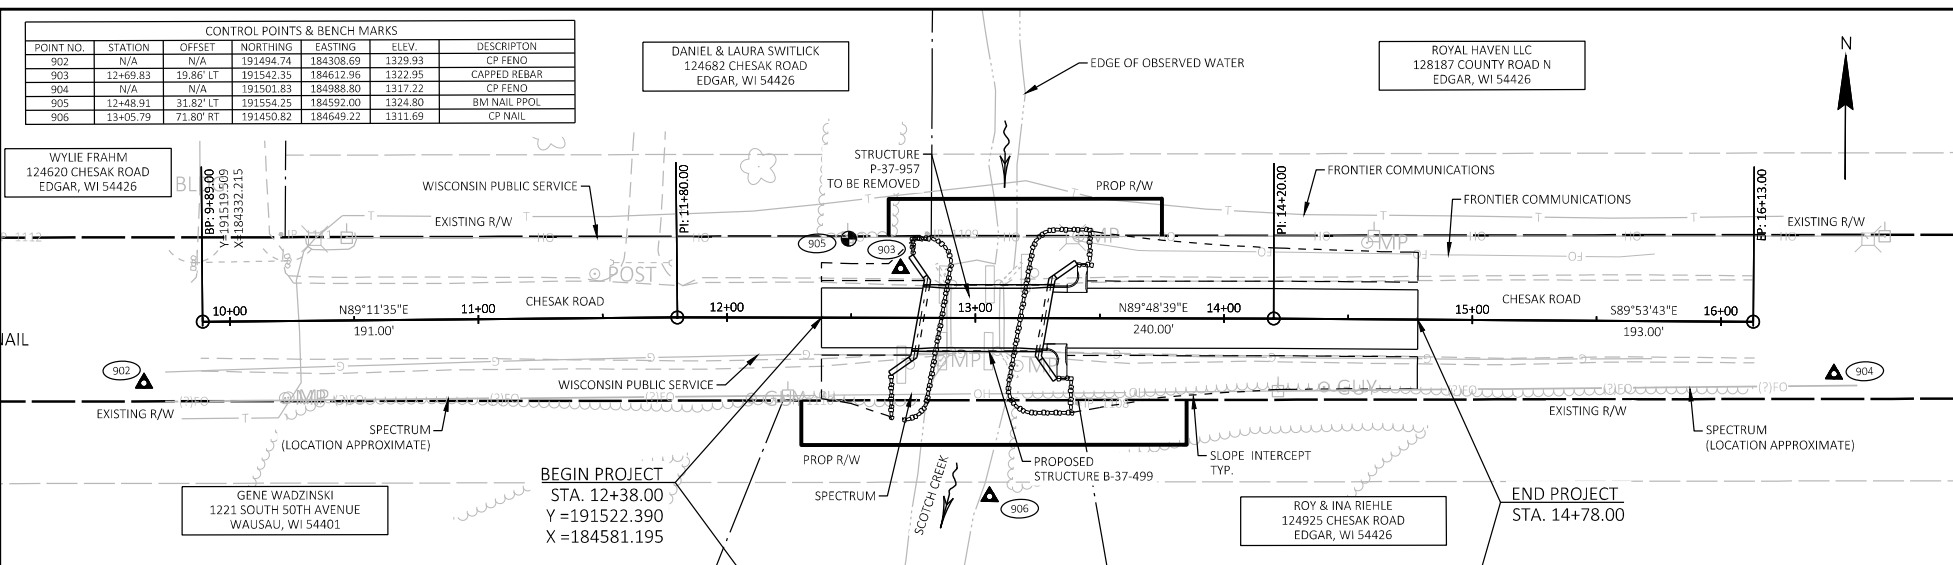 CONTROL POINTS & BENCH MARKS
POINT NO. STATION OFFSET NORTHING EASTING ELEV. DESCRIPTON
902 N/A N/A 191494.74 184308.69 1329.93 CP FENO
903 12+69.83 19.86' LT 191542.35 184612.96 1322.95 CAPPED REBAR
904 N/A N/A 191501.83 184988.80 1317.22 CP FENO
905 12+48.91 31.82' LT 191554.25 184592.00 1324.80 BM NAIL PPOL
906 13+05.79 71.80' RT 191450.82 184649.22 1311.69 CP NAIL
DANIEL & LAURA SWITLICK
124682 CHESAK ROAD
EDGAR, WI 54426
EDGE OF OBSERVED WATER
ROYAL HAVEN LLC
128187 COUNTY ROAD N
EDGAR, WI 54426
N
WYLIE FRAHM
124620 CHESAK ROAD
EDGAR, WI 54426
BP: 9+89.00
Y=191519.509
X=184332.215
WISCONSIN PUBLIC SERVICE
EXISTING R/W
PI: 11+80.00
STRUCTURE
P-37-957
TO BE REMOVED
PROP R/W
PI: 14+20.00
FRONTIER COMMUNICATIONS
FRONTIER COMMUNICATIONS
EXISTING R/W
EP: 16+13.00
905
903
POST
MP
MP
10+00
N89°11'35"E
191.00'
11+00
CHESAK ROAD
12+00
13+00
N89°48'39"E
240.00'
14+00
15+00
CHESAK ROAD
S89°53'43"E
193.00'
16+00
NAIL
902
EXISTING R/W
WISCONSIN PUBLIC SERVICE
MP
GUY
904
EXISTING R/W
SPECTRUM
(LOCATION APPROXIMATE)
SPECTRUM
(LOCATION APPROXIMATE)
PROP R/W
SPECTRUM
SCOTCH CREEK
PROPOSED
STRUCTURE B-37-499
SLOPE INTERCEPT
TYP.
906
BEGIN PROJECT
STA. 12+38.00
Y =191522.390
X =184581.195
GENE WADZINSKI
1221 SOUTH 50TH AVENUE
WAUSAU, WI 54401
ROY & INA RIEHLE
124925 CHESAK ROAD
EDGAR, WI 54426
END PROJECT
STA. 14+78.00